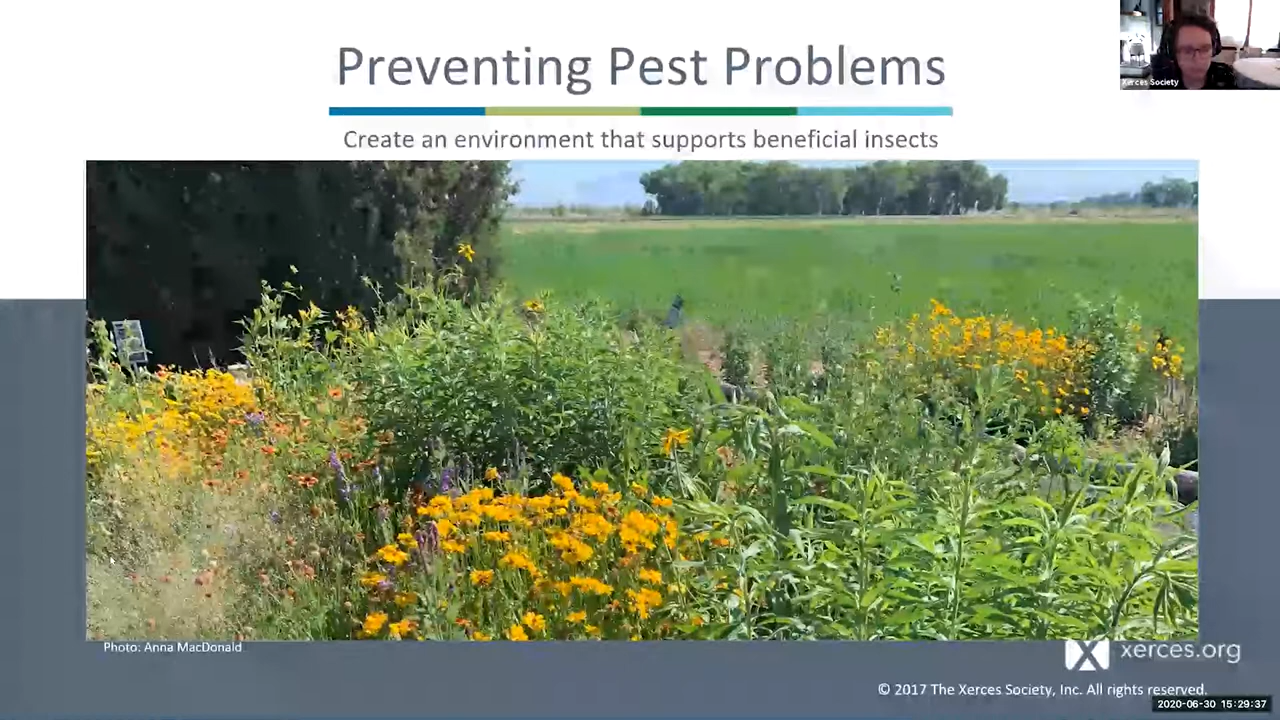 Preventing Pest Problems
Xerces Society
Create an environment that supports beneficial insects
Photo: Anna MacDonald
xerces.org
© 2017 The Xerces Society, Inc. All rights reserved.
2020-06-30 15:29:37